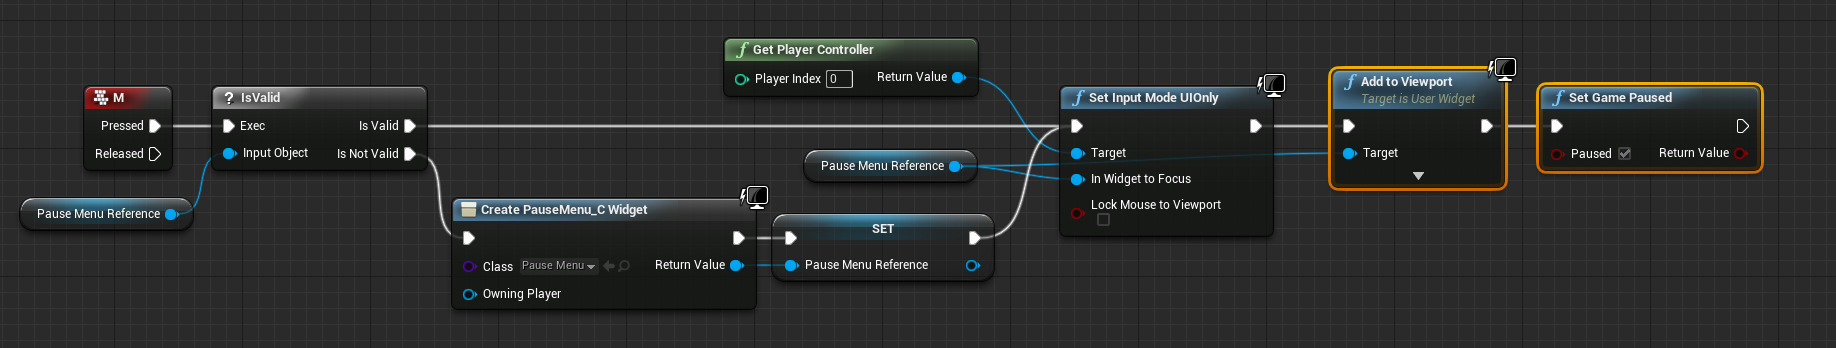 M
Pressed
Released
Pause Menu Reference
? IsValid
Exec
Is Valid
Input Object
Is Not Valid
Create PauseMenu_C Widget
Class
Pause Menu
Return Value
Owning Player
SET
Pause Menu Reference
f Get Player Controller
Player Index
0
Return Value
Pause Menu Reference
f Set Input Mode UIOnly
Target
In Widget to Focus
Lock Mouse to Viewport
f Add to Viewport
Target is User Widget
Target
f Set Game Paused
Paused
Return Value